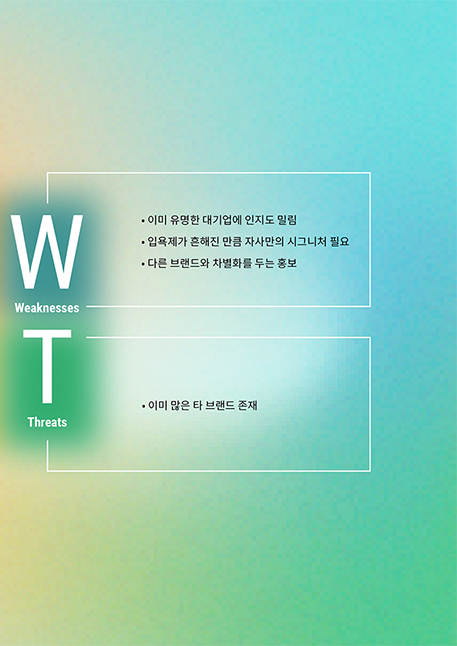 W
Weaknesses
• 이미 유명한 대기업에 인지도 밀림
• 입욕제가 흔해진 만큼 자사만의 시그니처 필요
• 다른 브랜드와 차별화를 두는 홍보
T
Threats
• 이미 많은 타 브랜드 존재